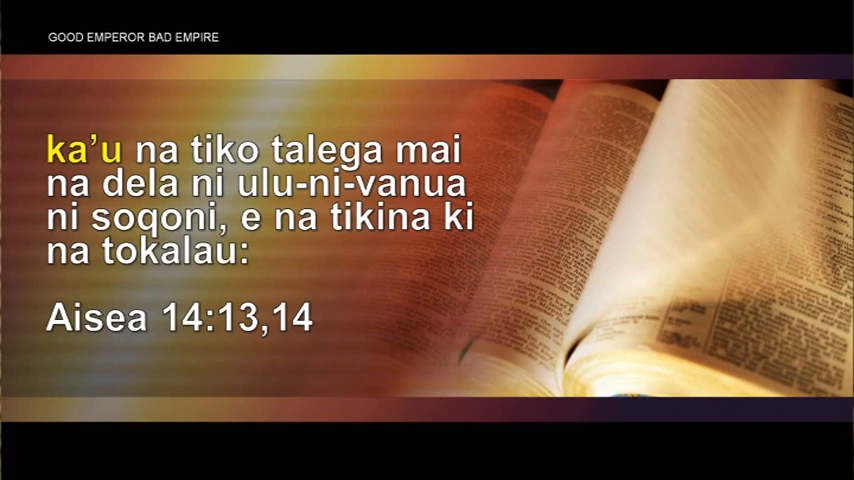 GOOD EMPEROR BAD EMPIRE
ka’u na tiko talega mai
na dela ni ulu-ni-vanua
ni soqoni, e na tikina ki
na tokalau:
Aisea 14:13,14